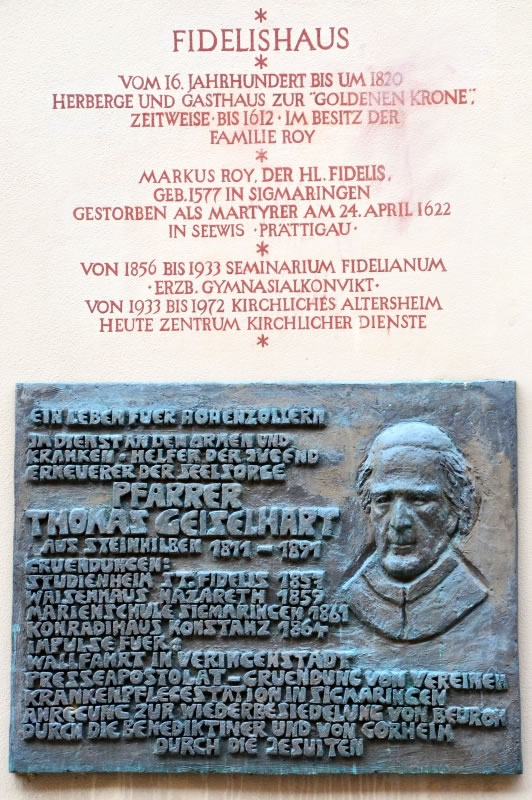 FIDELISHAUS
VOM 16. JAHRHUNDERT BIS UM 1820
HERBERGE UND GASTHAUS ZUR "GOLDENEN KRONE",
ZEITWEISE · BIS 1612 · IM BESITZ DER
FAMILIE ROY
MARKUS ROY, DER HL. FIDELIS,
GEB. 1577 IN SIGMARINGEN
GESTORBEN ALS MARTYRER AM 24. APRIL 1622
IN SEEWIS · PRÄTTIGAU ·
VON 1856 BIS 1933 SEMINARIUM FIDELIANUM
· ERZB. GYMNASIALKONVIKT ·
VON 1933 BIS 1972 KIRCHLICHES ALTERSHEIM
HEUTE ZENTRUM KIRCHLICHER DIENSTE
EIN LEBEN FUER HOHENZOLLERN
IM DIENST AN DEN ARMEN UND
KRANKEN - HELFER DER JUGEND
ERNEUERER DER SEELSORGE
PFARRER
THOMAS GEISELHART
AUS STEINHILBEN 1811 - 1891
GRUENDUNGEN:
STUDIENHEIM ST. FIDELIS 1857
WAISENHAUS NAZARETH 1859
MARIENSCHULE SIGMARINGEN 1861
KONRADIHAUS KONSTANZ 1864
IMPULSE FUER:
WALLFAHRT IN VERINGENSTADT
PRESSEAPOSTOLAT - GRUENDUNG VON VEREINEN
KRANKENPFLEGESTATION IN SIGMARINGEN
ANREGUNG ZUR WIEDERBESIEDELUNG VON BEURON
DURCH DIE BENEDIKTINER UND VON GORHEIM
DURCH DIE JESUITEN